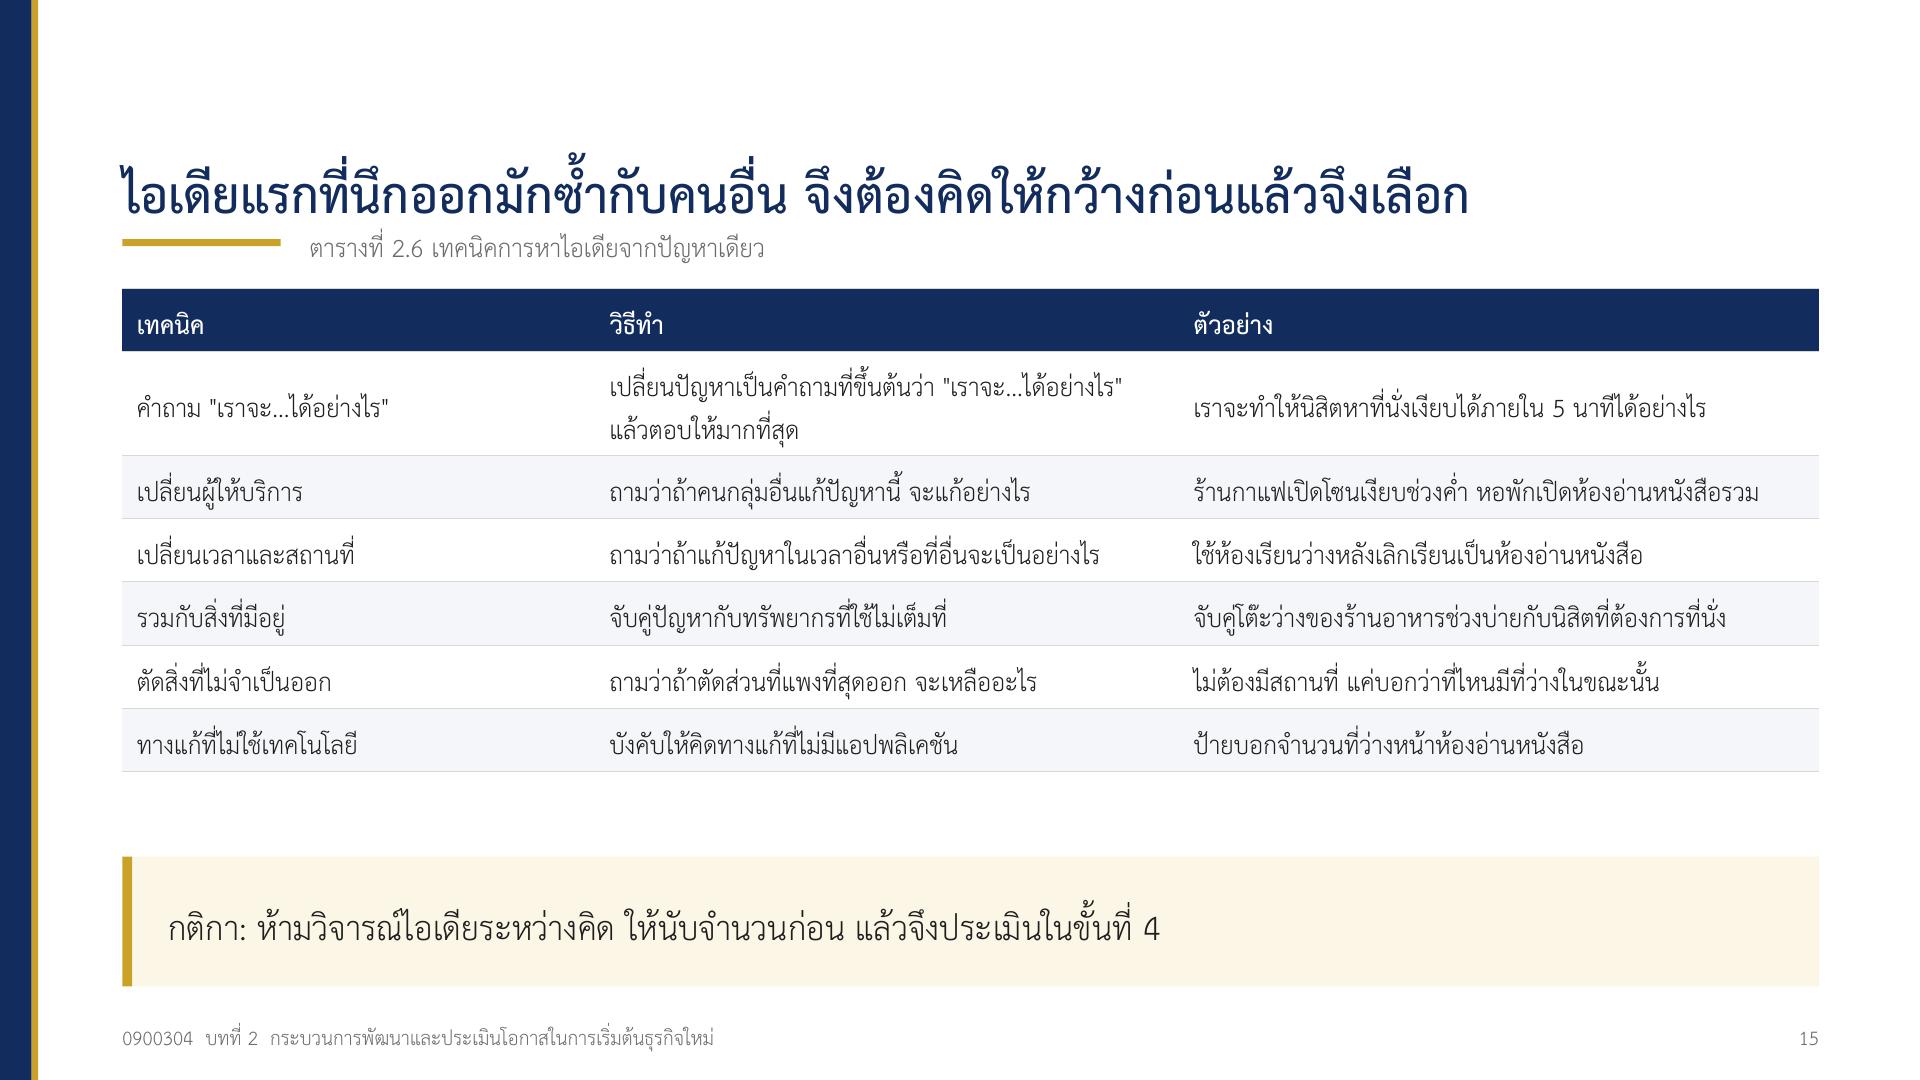 ไอเดียแรกที่นึกออกมักซ้ำกับคนอื่น จึงต้องคิดให้กว้างก่อนแล้วจึงเลือก
ตารางที่ 2.6 เทคนิคการหาไอเดียจากปัญหาเดียว
เทคนิค วิธีทำ ตัวอย่าง
คำถาม "เราจะ...ได้อย่างไร" เปลี่ยนปัญหาเป็นคำถามที่ขึ้นต้นว่า "เราจะ...ได้อย่างไร" เราจะทำให้นิสิตหาที่นั่งเงียบได้ภายใน 5 นาทีได้อย่างไร
แล้วตอบให้มากที่สุด
เปลี่ยนผู้ให้บริการ ถามว่าถ้าคนกลุ่มอื่นแก้ปัญหานี้ จะแก้อย่างไร ร้านกาแฟเปิดโซนเงียบช่วงค่ำ หอพักเปิดห้องอ่านหนังสือรวม
เปลี่ยนเวลาและสถานที่ ถามว่าถ้าแก้ปัญหาในเวลาอื่นหรือที่อื่นจะเป็นอย่างไร ใช้ห้องเรียนว่างหลังเลิกเรียนเป็นห้องอ่านหนังสือ
รวมกับสิ่งที่มีอยู่ จับคู่ปัญหากับทรัพยากรที่ใช้ไม่เต็มที่ จับคู่โต๊ะว่างของร้านอาหารช่วงบ่ายกับนิสิตที่ต้องการที่นั่ง
ตัดสิ่งที่ไม่จำเป็นออก ถามว่าถ้าตัดส่วนที่แพงที่สุดออก จะเหลืออะไร ไม่ต้องมีสถานที่ แค่บอกว่าที่ไหนมีที่ว่างในขณะนั้น
ทางแก้ที่ไม่ใช้เทคโนโลยี บังคับให้คิดทางแก้ที่ไม่มีแอปพลิเคชัน ป้ายบอกจำนวนที่ว่างหน้าห้องอ่านหนังสือ
กติกา: ห้ามวิจารณ์ไอเดียระหว่างคิด ให้นับจำนวนก่อน แล้วจึงประเมินในขั้นที่ 4
0900304 บทที่ 2 กระบวนการพัฒนาและประเมินโอกาสในการเริ่มต้นธุรกิจใหม่ 15